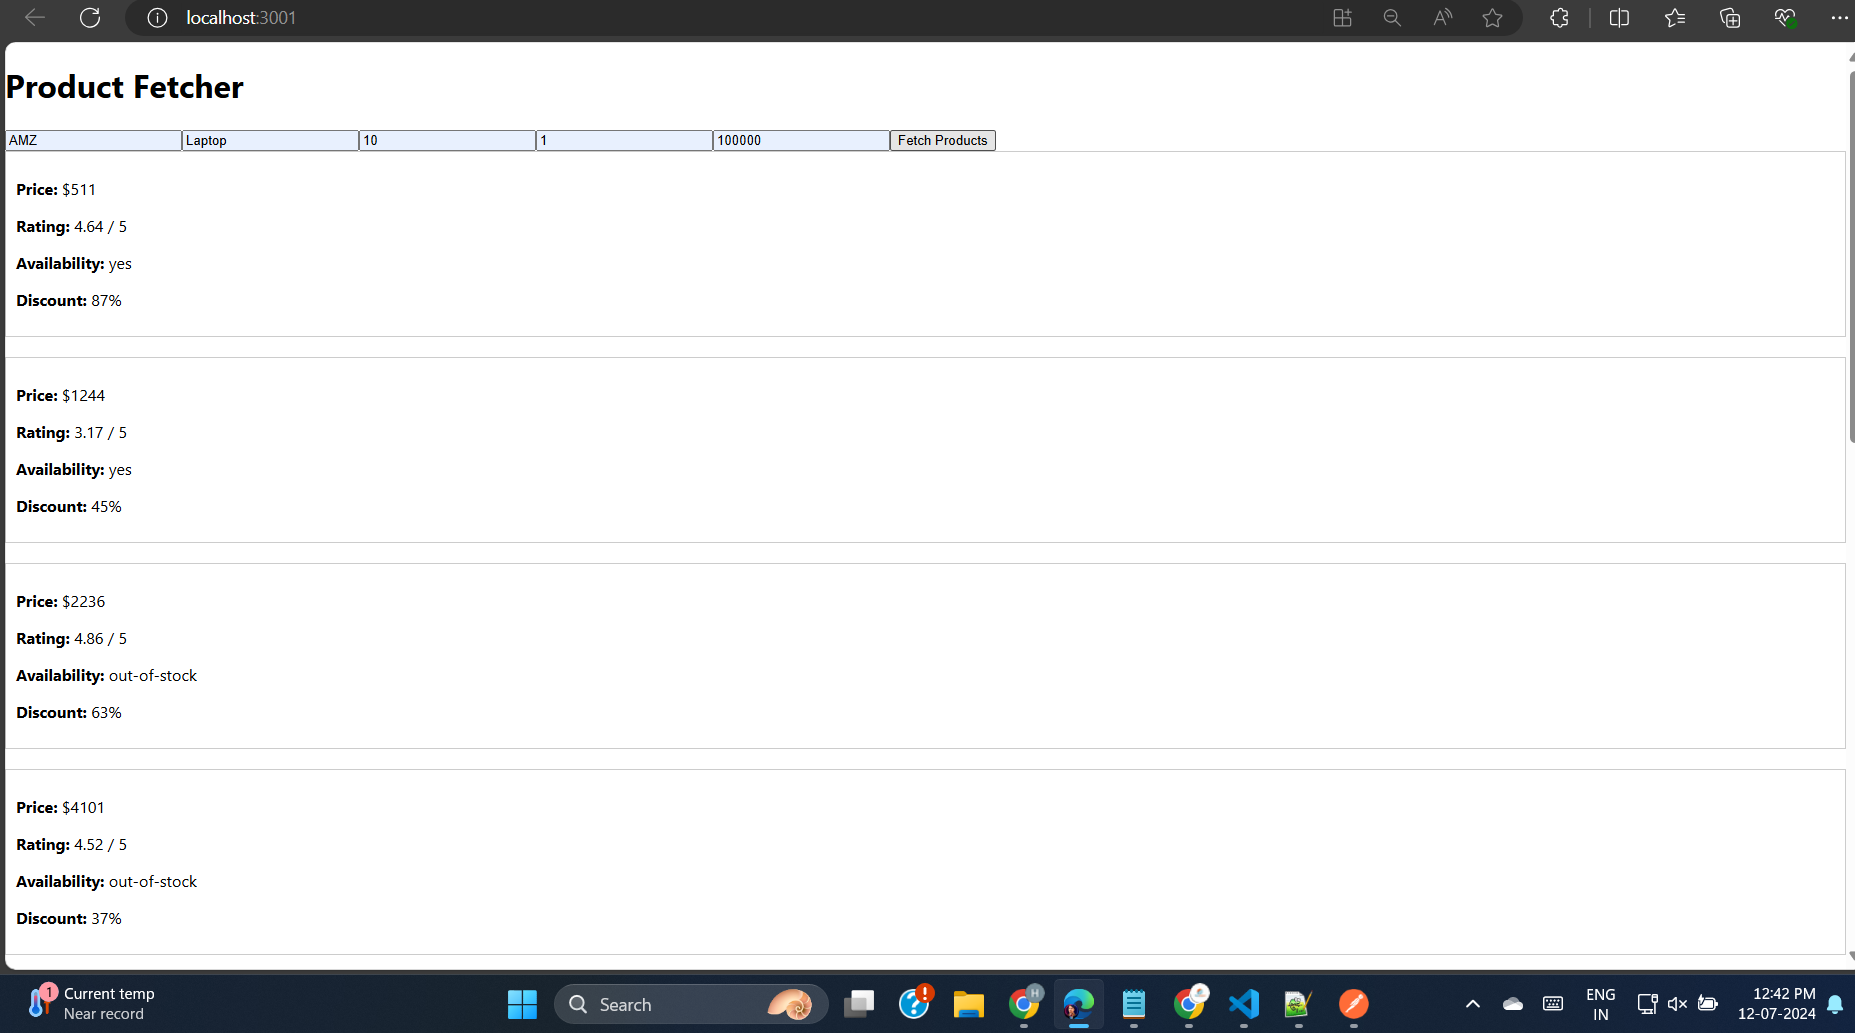 localhost:3001
Product Fetcher
AMZ Laptop 10 1 100000 Fetch Products
Price: $511
Rating: 4.64 / 5
Availability: yes
Discount: 87%
Price: $1244
Rating: 3.17 / 5
Availability: yes
Discount: 45%
Price: $2236
Rating: 4.86 / 5
Availability: out-of-stock
Discount: 63%
Price: $4101
Rating: 4.52 / 5
Availability: out-of-stock
Discount: 37%
1 Current temp
Near record
Search
H
ENG
IN
12:42 PM
12-07-2024